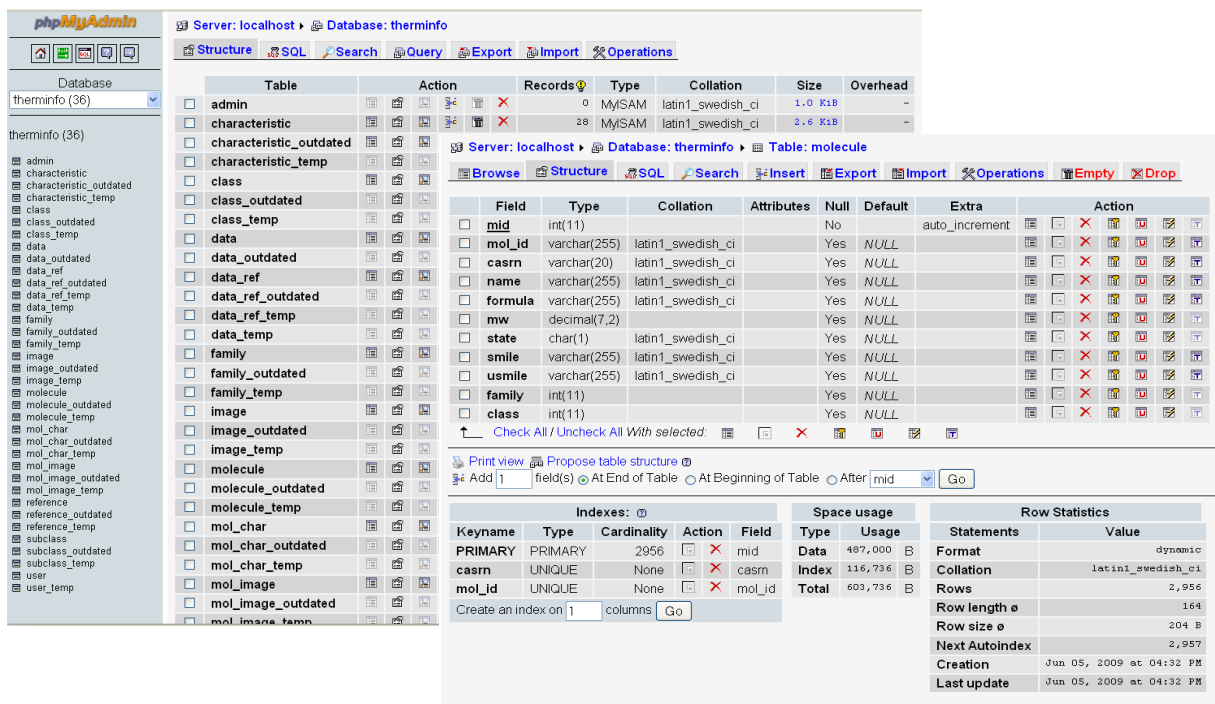 phpMyAdmin
Database
therminfo (36)
therminfo (36)
admin
characteristic
characteristic_outdated
characteristic_temp
class
class_outdated
class_temp
data
data_outdated
data_ref
data_ref_outdated
data_ref_temp
data_temp
family
family_outdated
family_temp
image
image_outdated
image_temp
molecule
molecule_outdated
molecule_temp
mol_char
mol_char_outdated
mol_char_temp
mol_image
mol_image_outdated
mol_image_temp
reference
reference_outdated
reference_temp
subclass
subclass_outdated
subclass_temp
user
user_temp
Server: localhost ▸ Database: therminfo
Structure SQL Search Query Export Import Operations
Table Action Records Type Collation Size Overhead
admin 0 MyISAM latin1_swedish_ci 1.0 KiB -
characteristic 28 MyISAM latin1_swedish_ci 2.6 KiB -
characteristic_outdated
characteristic_temp
class
class_outdated
class_temp
data
data_outdated
data_ref
data_ref_outdated
data_ref_temp
data_temp
family
family_outdated
family_temp
image
image_outdated
image_temp
molecule
molecule_outdated
molecule_temp
mol_char
mol_char_outdated
mol_char_temp
mol_image
mol_image_outdated
mol_image_temp
Server: localhost ▸ Database: therminfo ▸ Table: molecule
Browse Structure SQL Search Insert Export Import Operations Empty Drop
Field Type Collation Attributes Null Default Extra Action
mid int(11) No auto_increment
mol_id varchar(255) latin1_swedish_ci Yes NULL
casrn varchar(20) latin1_swedish_ci Yes NULL
name varchar(255) latin1_swedish_ci Yes NULL
formula varchar(255) latin1_swedish_ci Yes NULL
mw decimal(7,2) Yes NULL
state char(1) latin1_swedish_ci Yes NULL
smile varchar(255) latin1_swedish_ci Yes NULL
usmile varchar(255) latin1_swedish_ci Yes NULL
family int(11) Yes NULL
class int(11) Yes NULL
Check All / Uncheck All With selected:
Print view Propose table structure
Add 1 field(s) At End of Table At Beginning of Table After mid Go
Indexes:
Keyname Type Cardinality Action Field
PRIMARY PRIMARY 2956 mid
casrn UNIQUE None casrn
mol_id UNIQUE None mol_id
Create an index on 1 columns Go
Space usage
Type Usage
Data 487,000 B
Index 116,736 B
Total 603,736 B
Row Statistics
Statements Value
Format dynamic
Collation latin1_swedish_ci
Rows 2,956
Row length ø 164
Row size ø 204 B
Next Autoindex 2,957
Creation Jun 05, 2009 at 04:32 PM
Last update Jun 05, 2009 at 04:32 PM